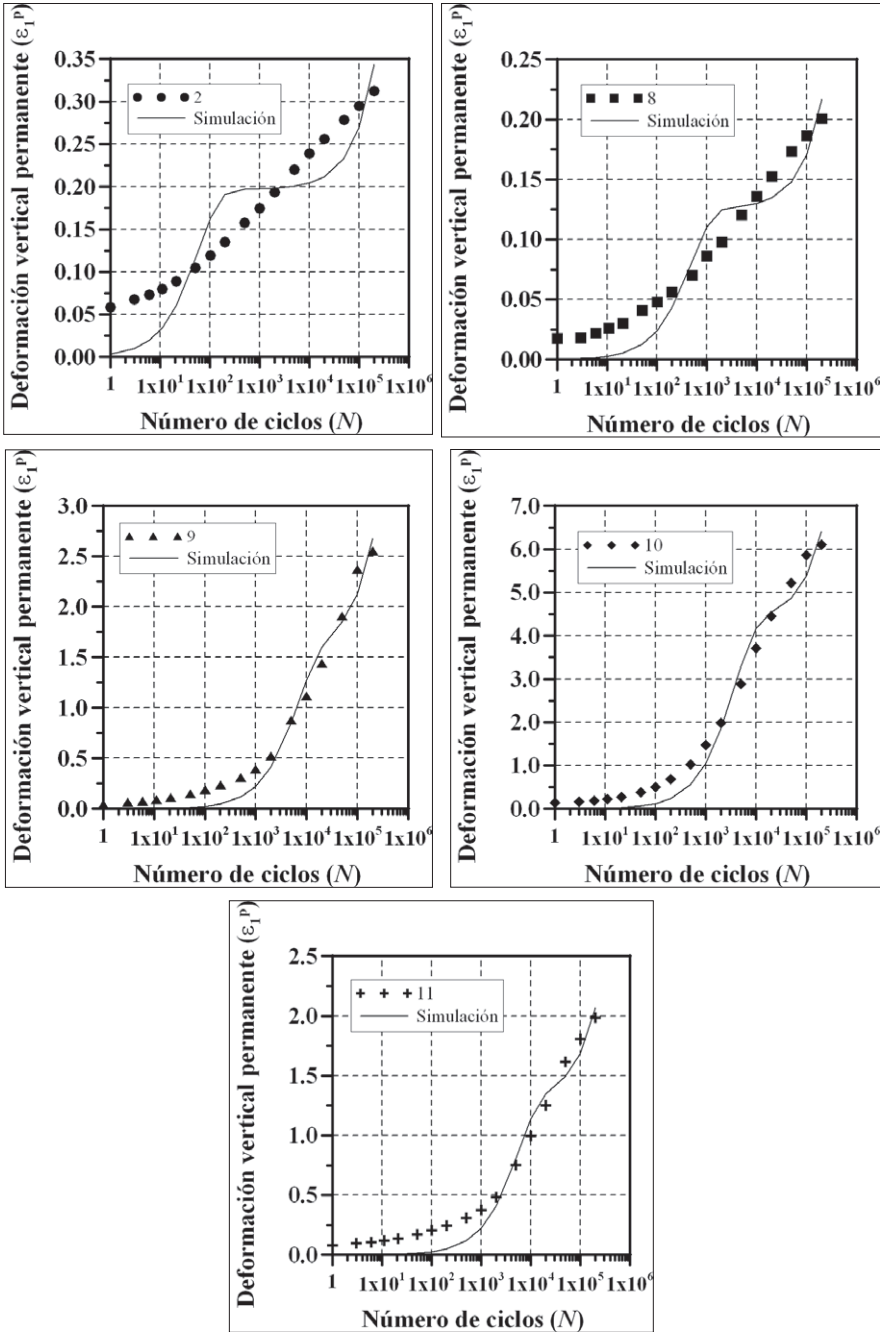 Deformación vertical permanente (ε₁ᵖ)
0.35
0.30
0.25
0.20
0.15
0.10
0.05
0.00
2
Simulación
1 1x10¹ 1x10² 1x10³ 1x10⁴ 1x10⁵ 1x10⁶
Número de ciclos (N)
Deformación vertical permanente (ε₁ᵖ)
0.25
0.20
0.15
0.10
0.05
0.00
8
Simulación
1 1x10¹ 1x10² 1x10³ 1x10⁴ 1x10⁵ 1x10⁶
Número de ciclos (N)
Deformación vertical permanente (ε₁ᵖ)
3.0
2.5
2.0
1.5
1.0
0.5
0.0
9
Simulación
1 1x10¹ 1x10² 1x10³ 1x10⁴ 1x10⁵ 1x10⁶
Número de ciclos (N)
Deformación vertical permanente (ε₁ᵖ)
7.0
6.0
5.0
4.0
3.0
2.0
1.0
0.0
10
Simulación
1 1x10¹ 1x10² 1x10³ 1x10⁴ 1x10⁵ 1x10⁶
Número de ciclos (N)
Deformación vertical permanente (ε₁ᵖ)
2.5
2.0
1.5
1.0
0.5
0.0
11
Simulación
1 1x10¹ 1x10² 1x10³ 1x10⁴ 1x10⁵ 1x10⁶
Número de ciclos (N)